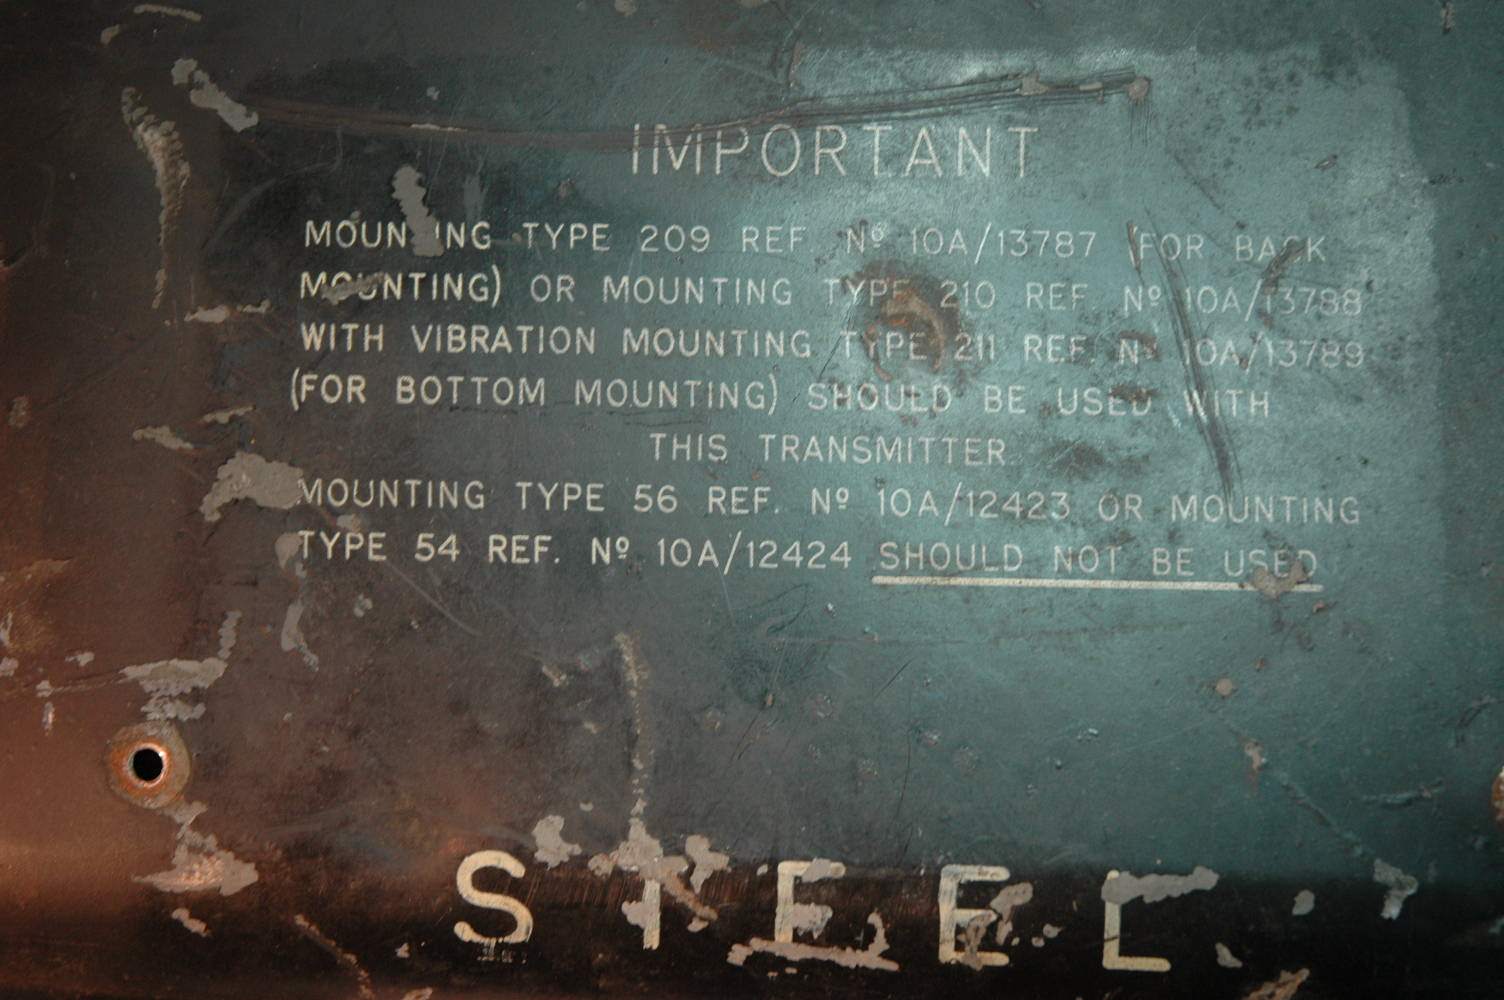 IMPORTANT
MOUNTING TYPE 209 REF. Nº 10A/13787 (FOR BACK
MOUNTING) OR MOUNTING TYPE 210 REF. Nº 10A/13788
WITH VIBRATION MOUNTING TYPE 211 REF. Nº 10A/13789
(FOR BOTTOM MOUNTING) SHOULD BE USED WITH
THIS TRANSMITTER.
MOUNTING TYPE 56 REF. Nº 10A/12423 OR MOUNTING
TYPE 54 REF. Nº 10A/12424 SHOULD NOT BE USED
STEEL